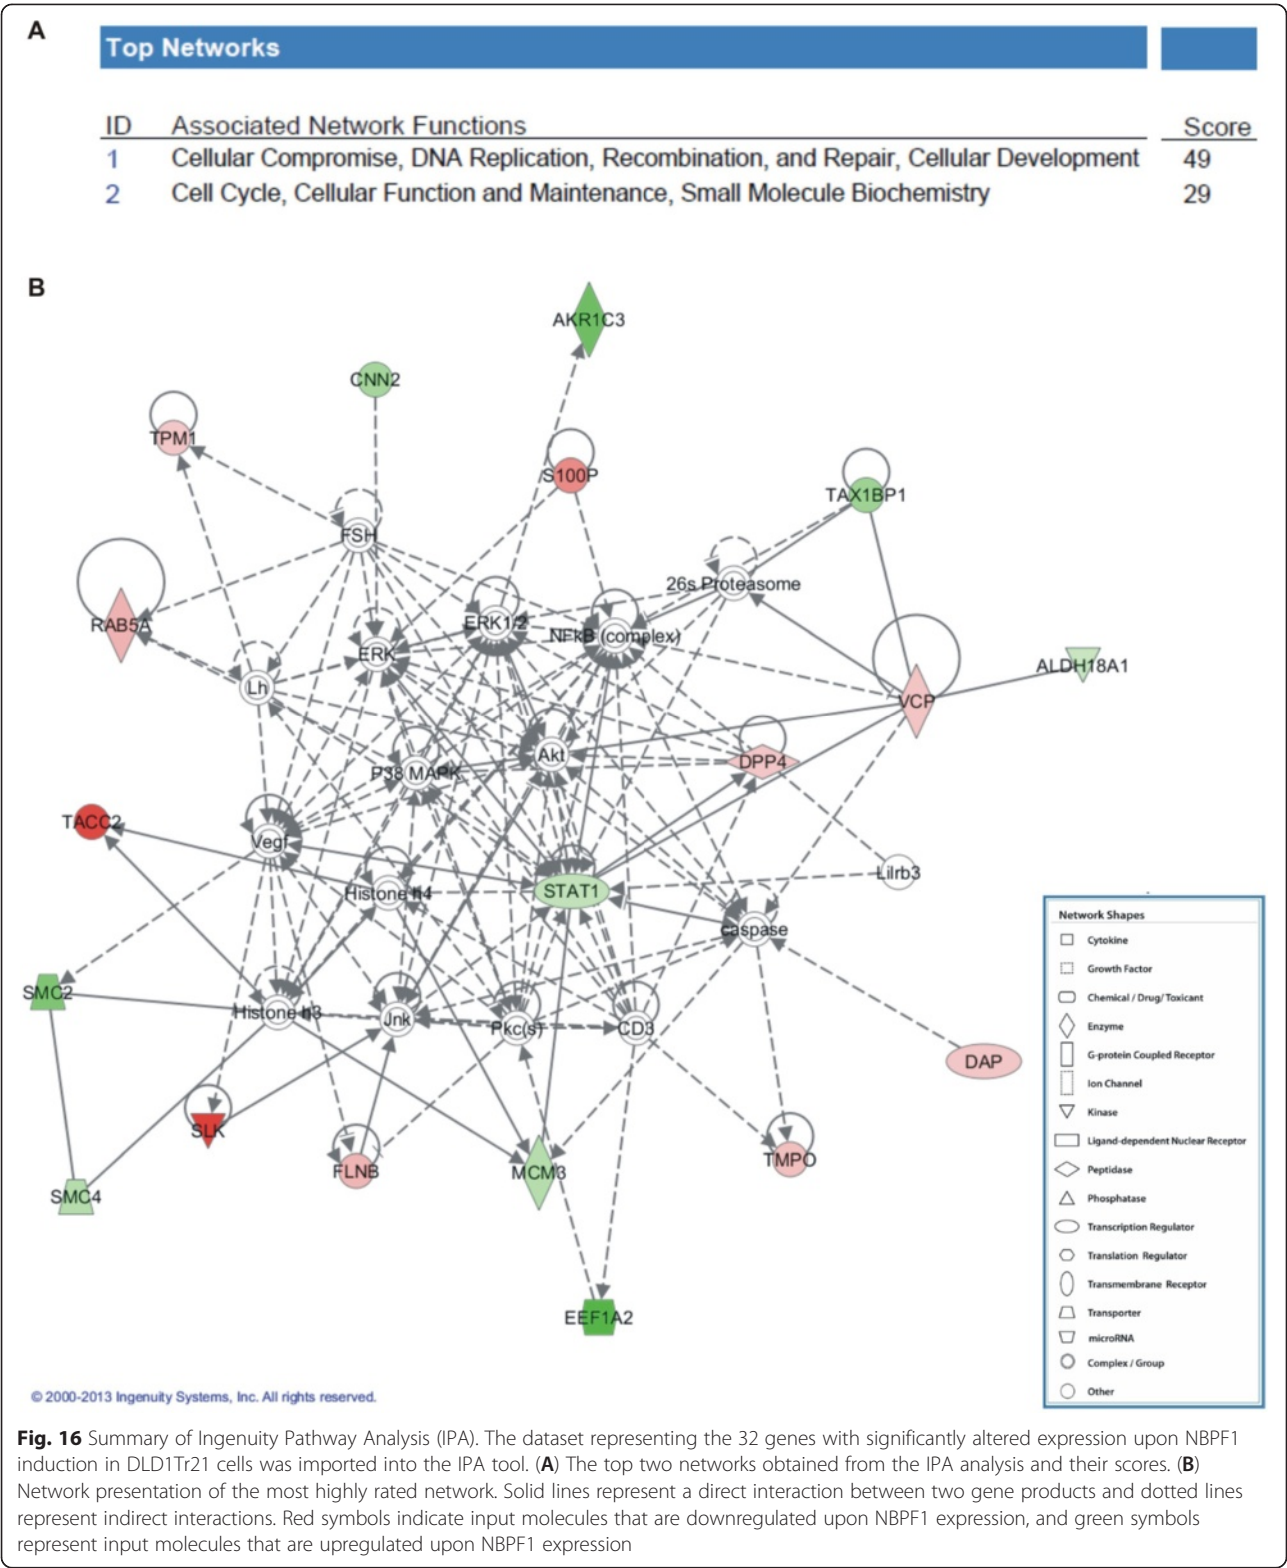 A
Top Networks
ID Associated Network Functions Score
1 Cellular Compromise, DNA Replication, Recombination, and Repair, Cellular Development 49
2 Cell Cycle, Cellular Function and Maintenance, Small Molecule Biochemistry 29
B
AKR1C3
CNN2
TPM1
S100P
TAX1BP1
FSH
26s Proteasome
RAB5A
ERK1/2
NFkB (complex)
ERK
ALDH18A1
Lh
VCP
Akt
DPP4
P38 MAPK
TACC2
Vegf
Lilrb3
Histone h4
STAT1
caspase
SMC2
Histone h3
Jnk
Pkc(s)
CD3
DAP
SLK
FLNB
MCM3
TMPO
SMC4
EEF1A2
Network Shapes
Cytokine
Growth Factor
Chemical / Drug/ Toxicant
Enzyme
G-protein Coupled Receptor
Ion Channel
Kinase
Ligand-dependent Nuclear Receptor
Peptidase
Phosphatase
Transcription Regulator
Translation Regulator
Transmembrane Receptor
Transporter
microRNA
Complex / Group
Other
© 2000-2013 Ingenuity Systems, Inc. All rights reserved.
Fig. 16 Summary of Ingenuity Pathway Analysis (IPA). The dataset representing the 32 genes with significantly altered expression upon NBPF1
induction in DLD1Tr21 cells was imported into the IPA tool. (A) The top two networks obtained from the IPA analysis and their scores. (B)
Network presentation of the most highly rated network. Solid lines represent a direct interaction between two gene products and dotted lines
represent indirect interactions. Red symbols indicate input molecules that are downregulated upon NBPF1 expression, and green symbols
represent input molecules that are upregulated upon NBPF1 expression